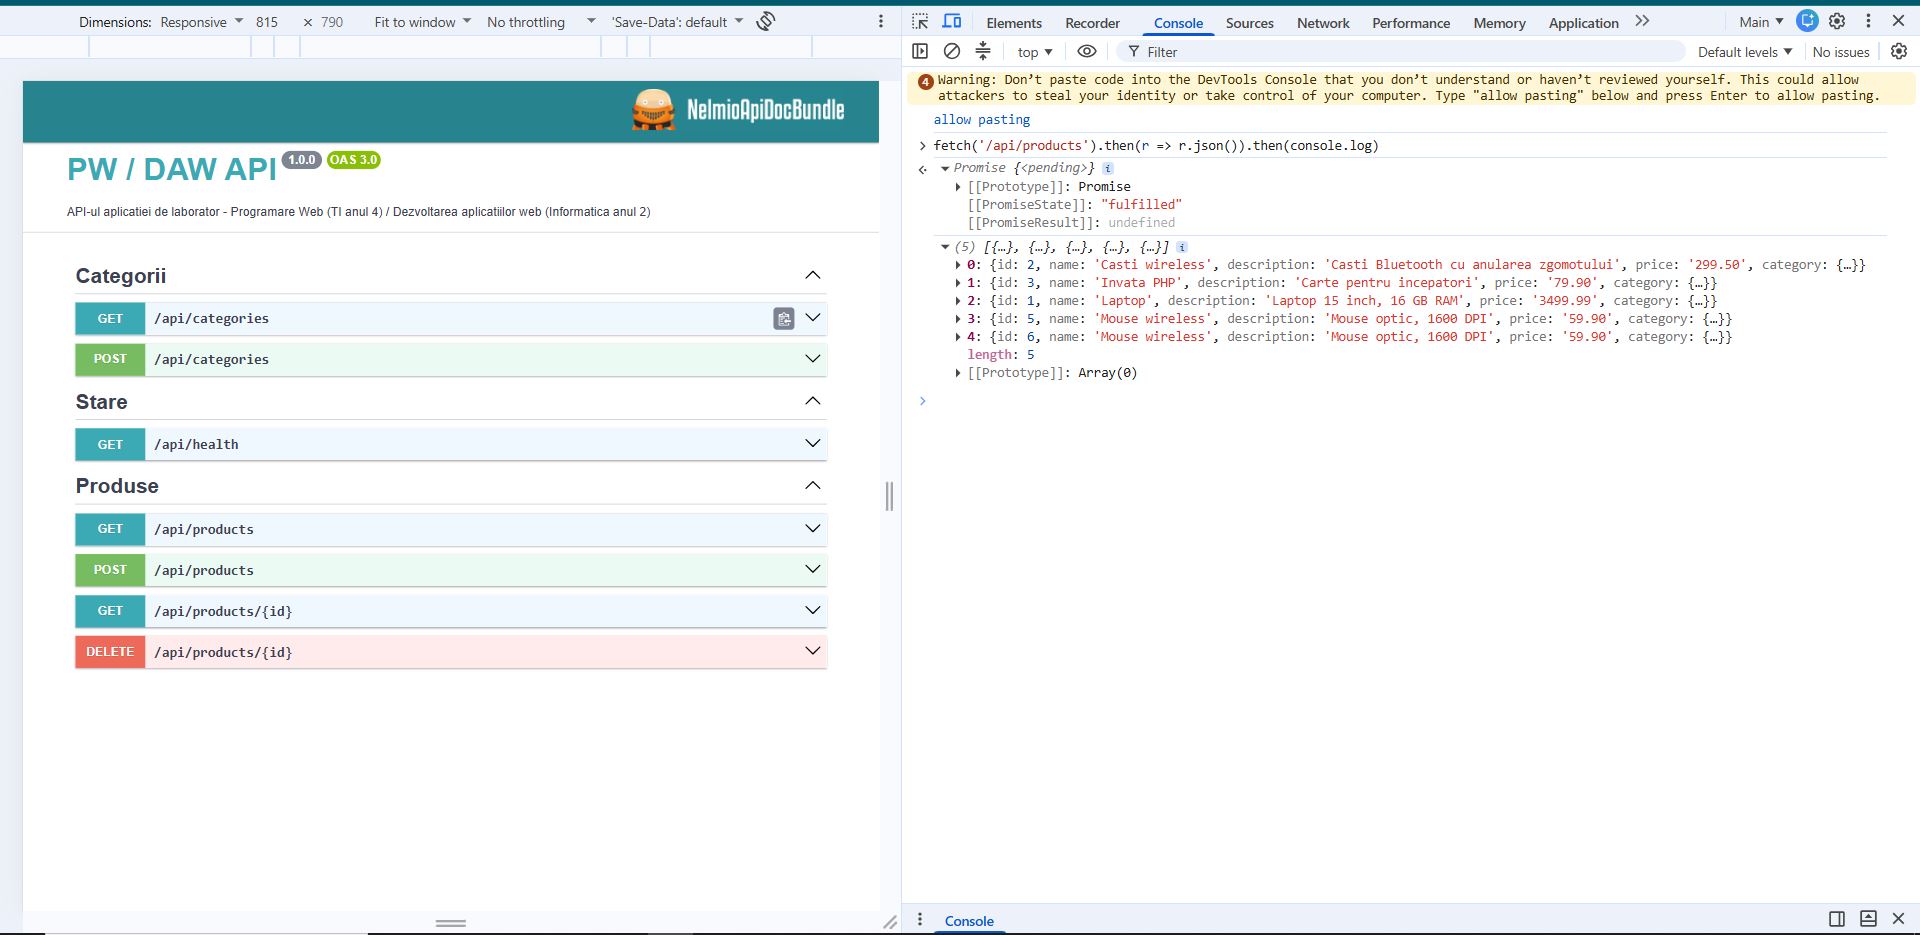 Dimensions: Responsive 815 × 790 Fit to window No throttling 'Save-Data': default
NelmioApiDocBundle
PW / DAW API 1.0.0 OAS 3.0
API-ul aplicatiei de laborator - Programare Web (TI anul 4) / Dezvoltarea aplicatiilor web (Informatica anul 2)
Categorii
GET /api/categories
POST /api/categories
Stare
GET /api/health
Produse
GET /api/products
POST /api/products
GET /api/products/{id}
DELETE /api/products/{id}
Elements Recorder Console Sources Network Performance Memory Application Main
top Filter Default levels No issues
4 Warning: Don’t paste code into the DevTools Console that you don’t understand or haven’t reviewed yourself. This could allow
attackers to steal your identity or take control of your computer. Type "allow pasting" below and press Enter to allow pasting.
allow pasting
fetch('/api/products').then(r => r.json()).then(console.log)
Promise {<pending>} i
[[Prototype]]: Promise
[[PromiseState]]: "fulfilled"
[[PromiseResult]]: undefined
(5) [{…}, {…}, {…}, {…}, {…}] i
0: {id: 2, name: 'Casti wireless', description: 'Casti Bluetooth cu anularea zgomotului', price: '299.50', category: {…}}
1: {id: 3, name: 'Invata PHP', description: 'Carte pentru incepatori', price: '79.90', category: {…}}
2: {id: 1, name: 'Laptop', description: 'Laptop 15 inch, 16 GB RAM', price: '3499.99', category: {…}}
3: {id: 5, name: 'Mouse wireless', description: 'Mouse optic, 1600 DPI', price: '59.90', category: {…}}
4: {id: 6, name: 'Mouse wireless', description: 'Mouse optic, 1600 DPI', price: '59.90', category: {…}}
length: 5
[[Prototype]]: Array(0)
Console